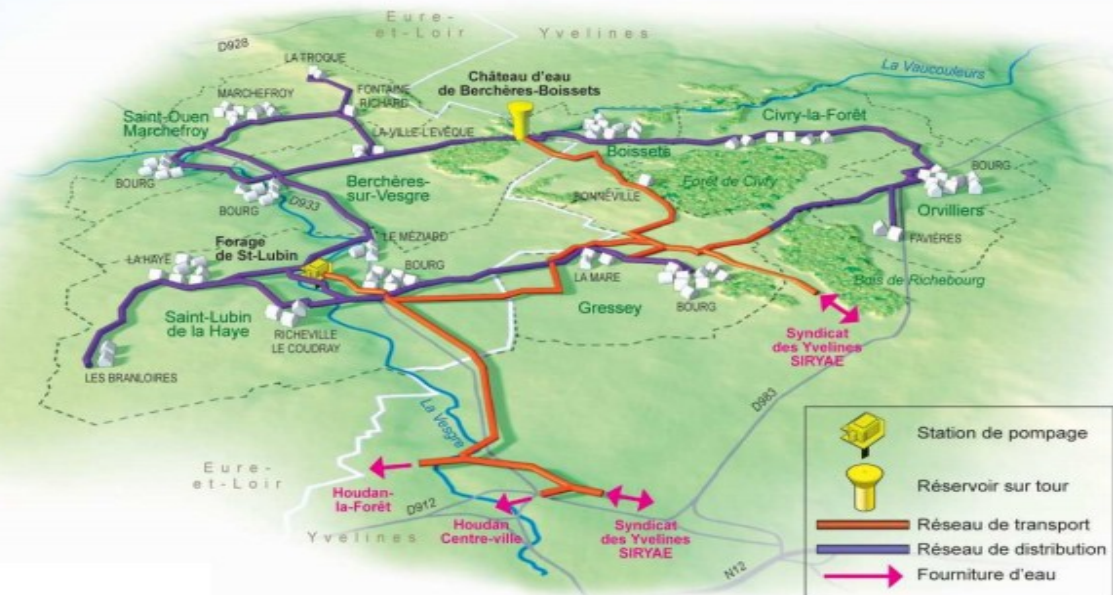 Eure-
et-Loir
Yvelines
D928
LA TROQUE
Château d'eau
de Berchères-Boissets
La Vaucouleurs
MARCHEFROY
FONTAINE
RICHARD
Saint-Ouen
Marchefroy
LA-VILLE-L'EVÊQUE
Civry-la-Forêt
Boissets
BOURG
BOURG
Berchères-
sur-Vesgre
Forêt de Civry
BONNEVILLE
D933
BOURG
Orvilliers
Forage
de St-Lubin
LE MÉZIARD
FAVIÈRES
LA HAYE
BOURG
LA MARE
Bois de Richebourg
Gressey
BOURG
Saint-Lubin
de la Haye
RICHEVILLE
LE COUDRAY
Syndicat
des Yvelines
SIRYAE
LES BRANLOIRES
D983
La Vesgre
Station de pompage
Eure-
et-Loir
Houdan-
la-Forêt
D912
Réservoir sur tour
Yvelines
Houdan
Centre-ville
Syndicat
des Yvelines
SIRYAE
Réseau de transport
Réseau de distribution
N12
Fourniture d'eau